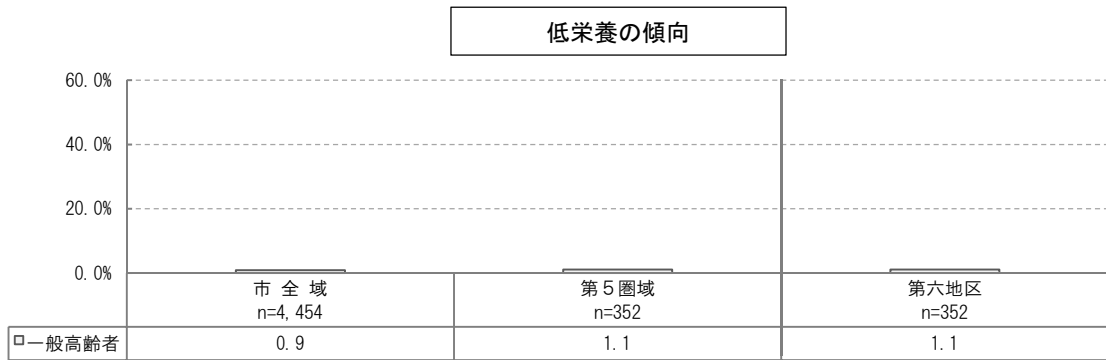 低栄養の傾向
60.0%
40.0%
20.0%
0.0%
市 全 域 第５圏域 第六地区
n=4,454 n=352 n=352
一般高齢者 0.9 1.1 1.1